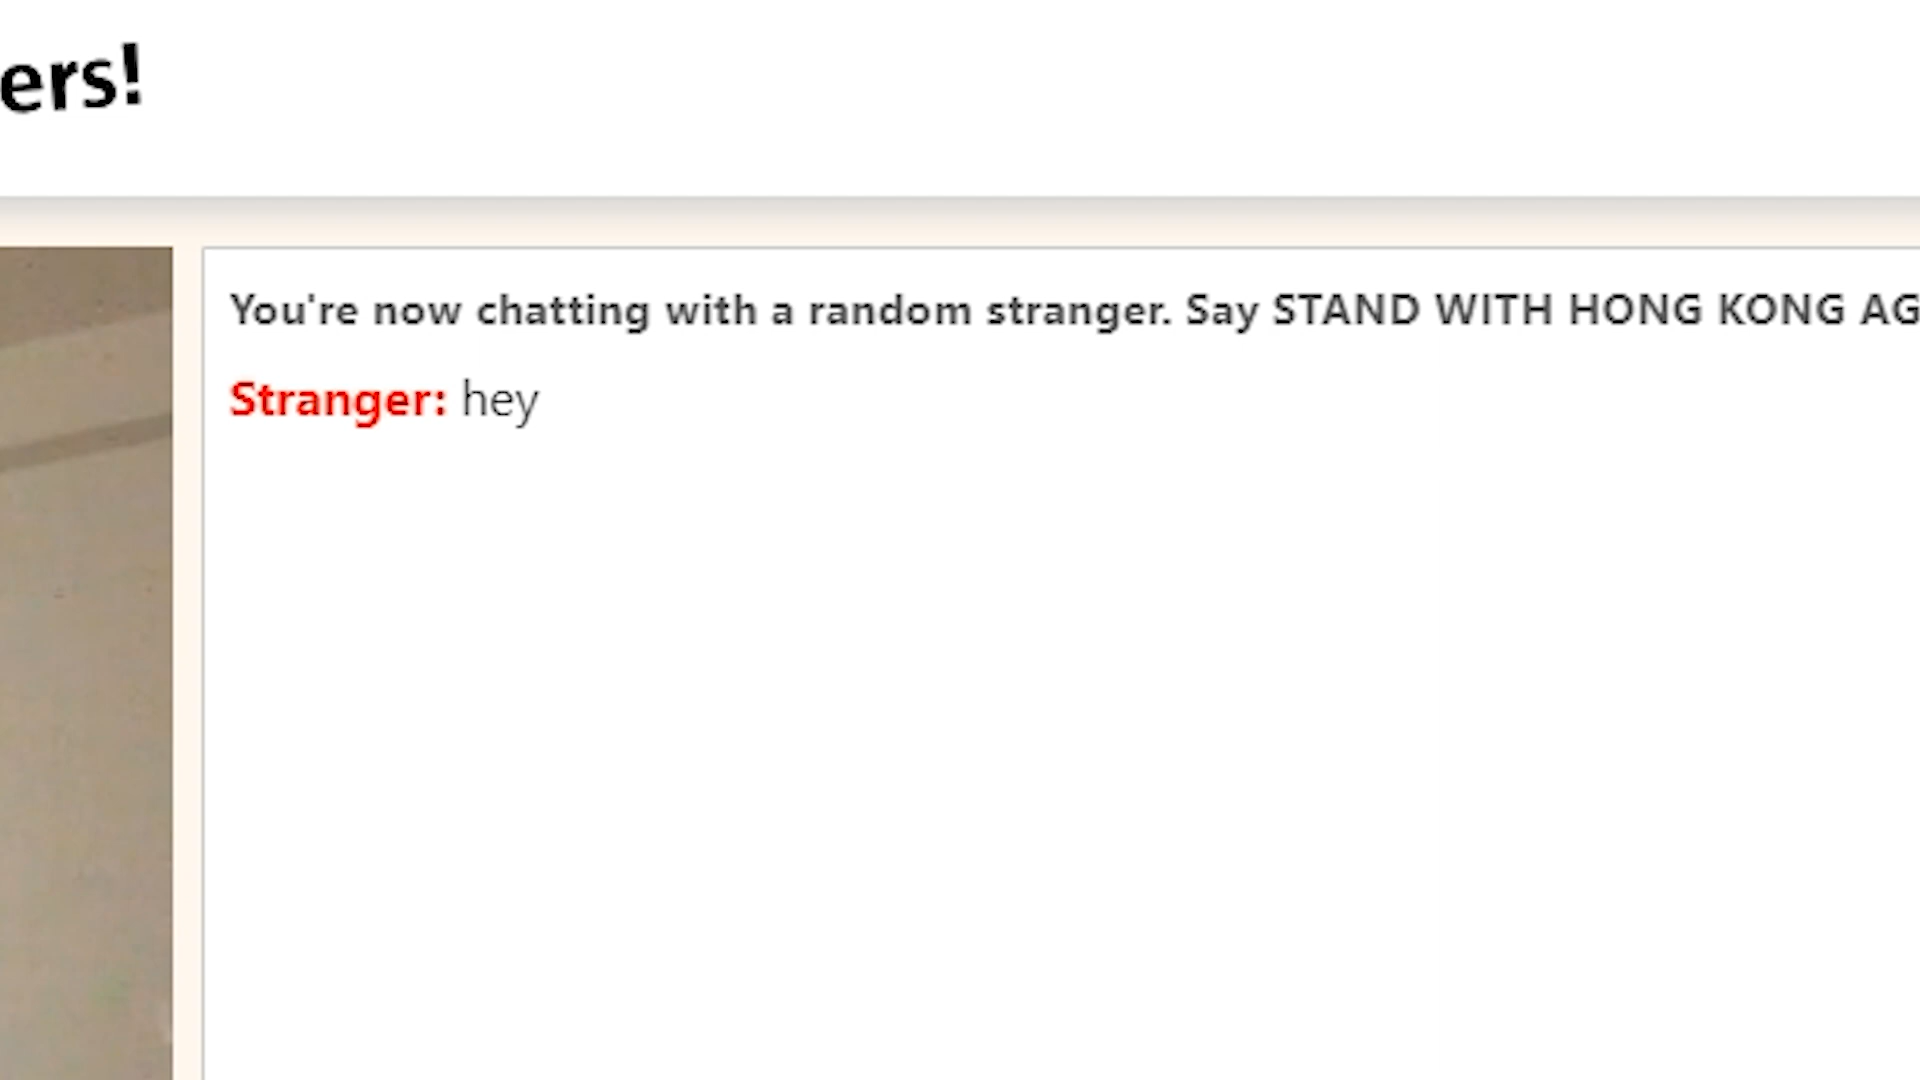 ers!
You're now chatting with a random stranger. Say STAND WITH HONG KONG AG
Stranger: hey